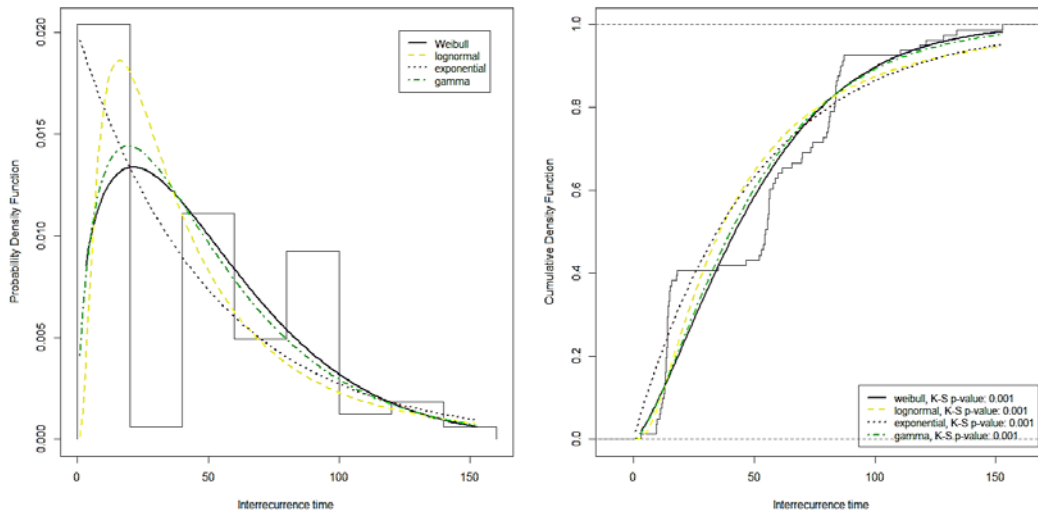 0.020
0.015
0.010
0.005
0.000
Probability Density Function
Weibull
lognormal
exponential
gamma
0 50 100 150
Interrecurrence time
1.0
0.8
0.6
0.4
0.2
0.0
Cumulative Density Function
weibull, K-S p-value: 0.001
lognormal, K-S p-value: 0.001
exponential, K-S p-value: 0.001
gamma, K-S p-value: 0.001
0 50 100 150
Interrecurrence time